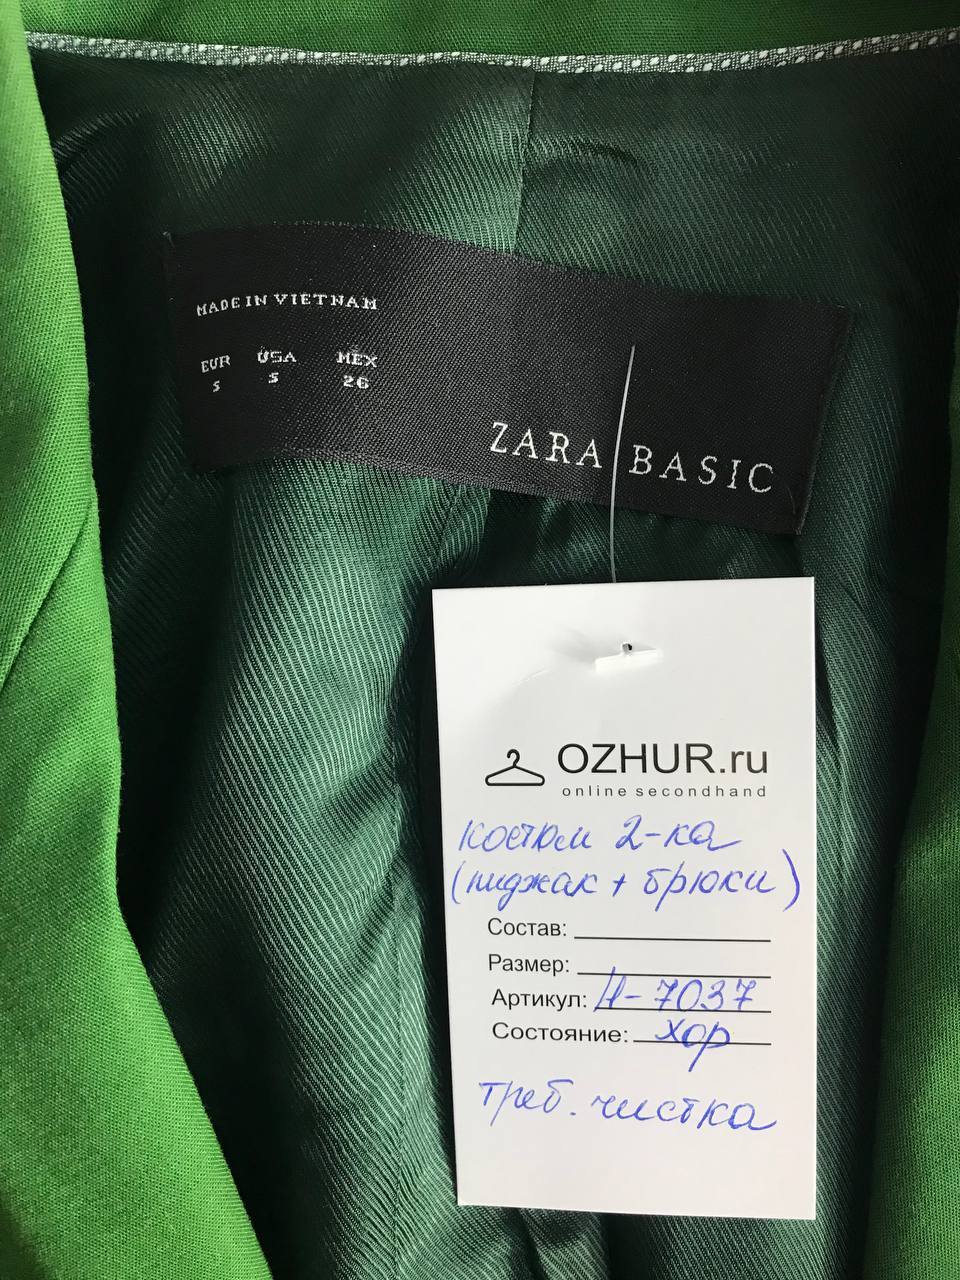 MADE IN VIETNAM
EUR USA MEX
S S 26
ZARA BASIC
OZHUR.ru
online secondhand
костюм 2-ка
(пиджак + брюки)
Состав:
Размер:
Артикул: Н-7037
Состояние: хор
треб. чистка